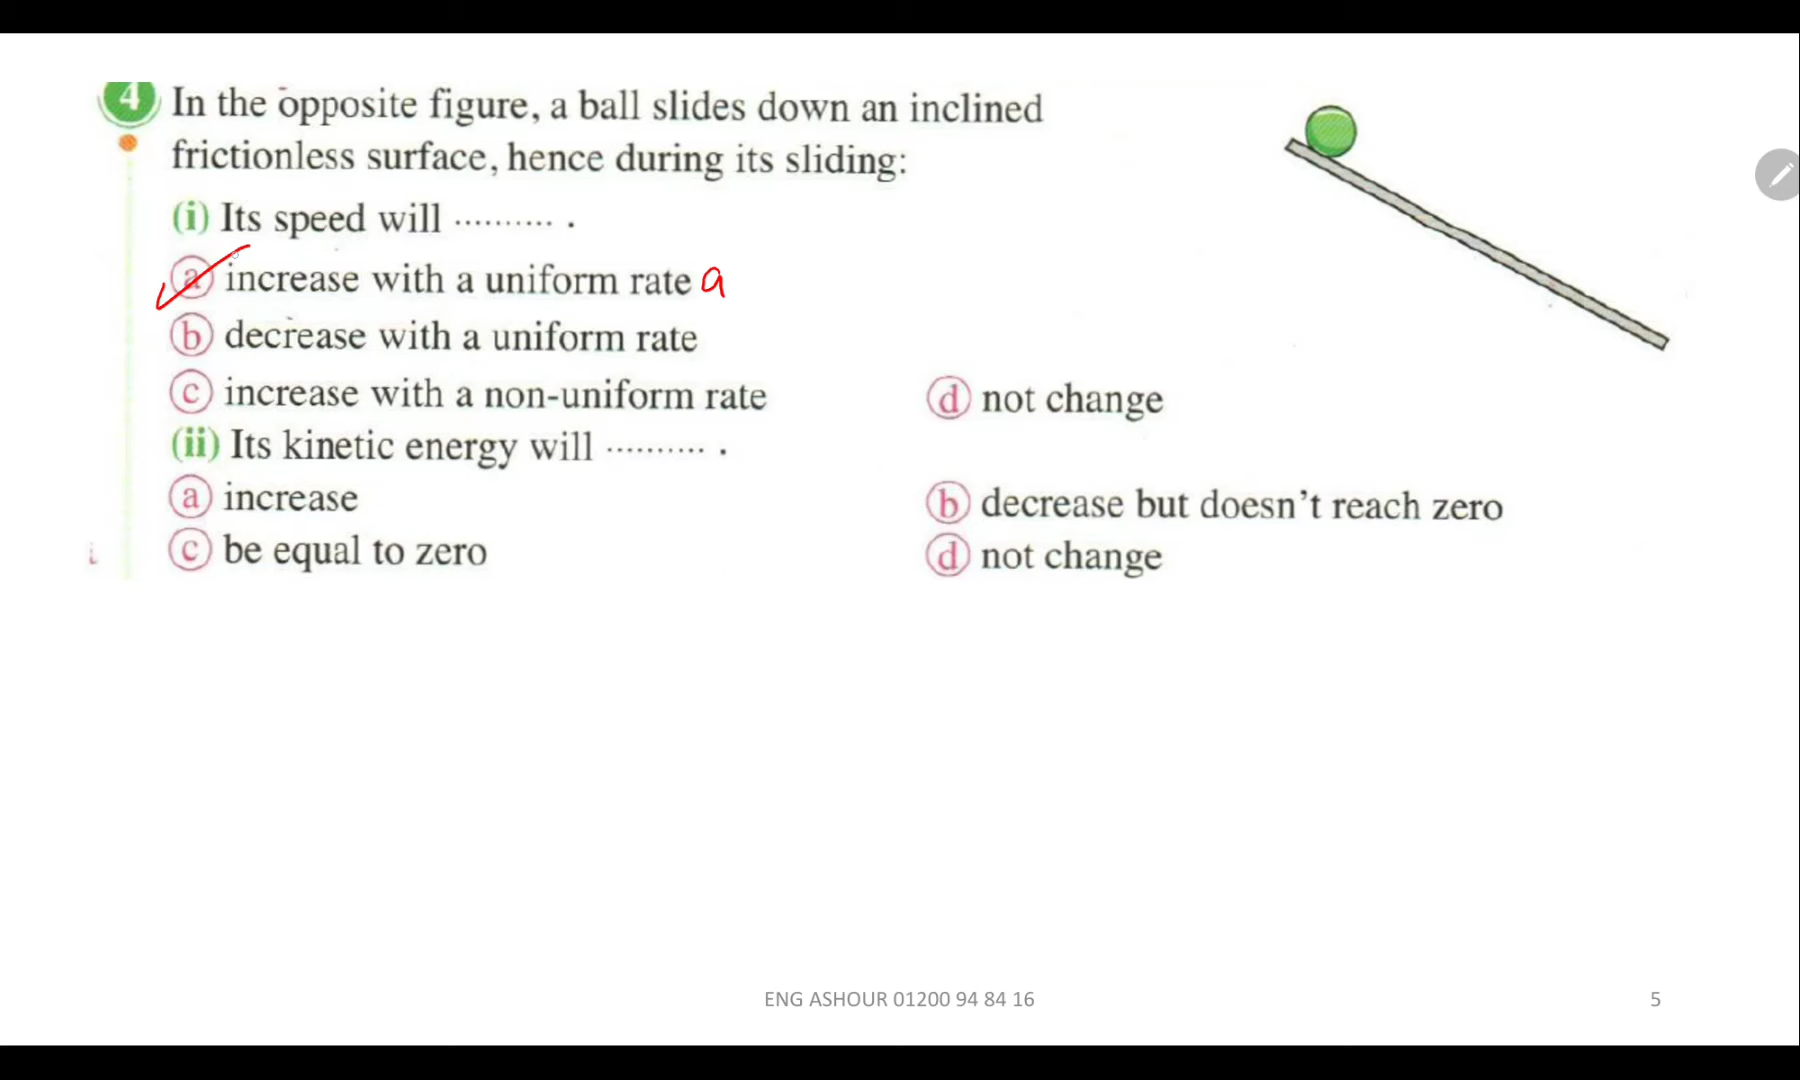 4 In the opposite figure, a ball slides down an inclined
frictionless surface, hence during its sliding:
(i) Its speed will .......... .
a increase with a uniform rate a
b decrease with a uniform rate
c increase with a non-uniform rate d not change
(ii) Its kinetic energy will .......... .
a increase b decrease but doesn't reach zero
c be equal to zero d not change
ENG ASHOUR 01200 94 84 16 5